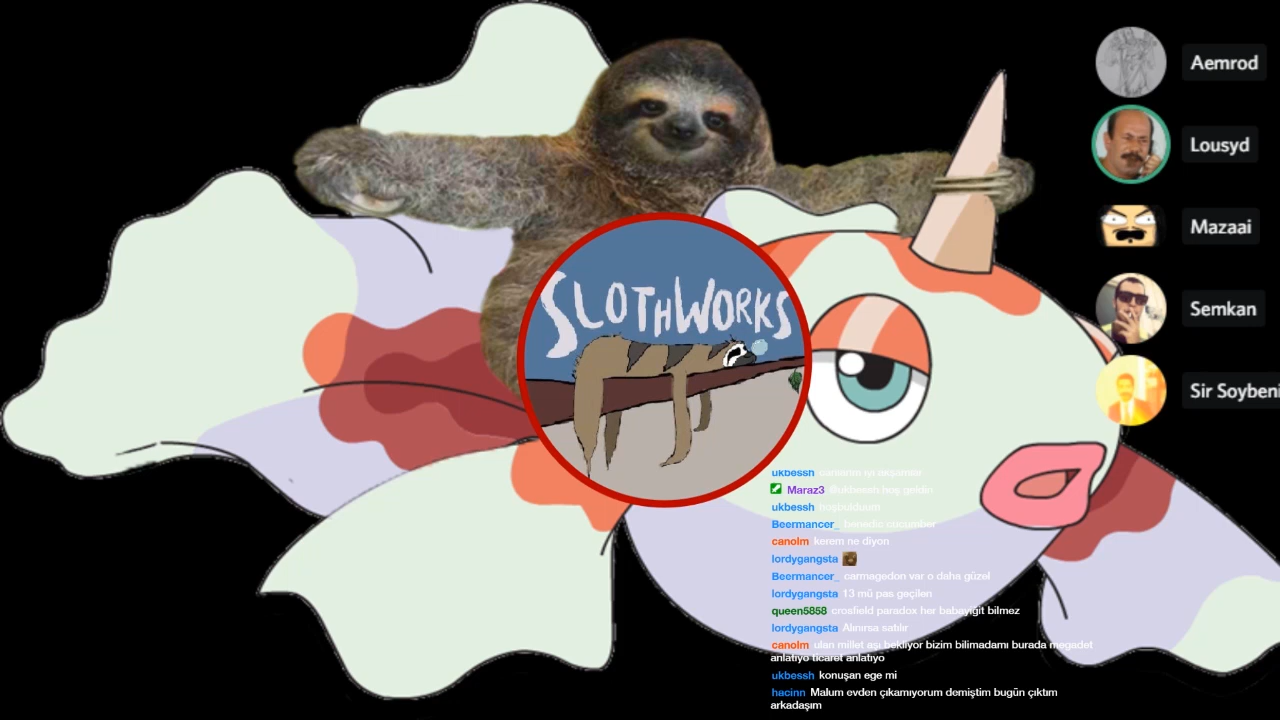 Aemrod
Lousyd
Mazaai
Semkan
Sir Soybeni
SLOTHWORKS
ukbessh
Maraz3 @ukbessh hoş geldin
ukbessh hoşbulduum
Beermancer_ benedic cucumber
canolm kerem ne diyon
lordygangsta
Beermancer_ carmagedon var o daha güzel
lordygangsta 13 mü pas geçilen
queen5858 crosfield paradox her babayiğit bilmez
lordygangsta Alınırsa satılır
canolm ulan millet aşı bekliyor bizim bilimadamı burada megadet
anlatıyo ticaret anlatıyo
ukbessh konuşan ege mi
hacinn Malum evden çıkamıyorum demiştim bugün çıktım
arkadaşım